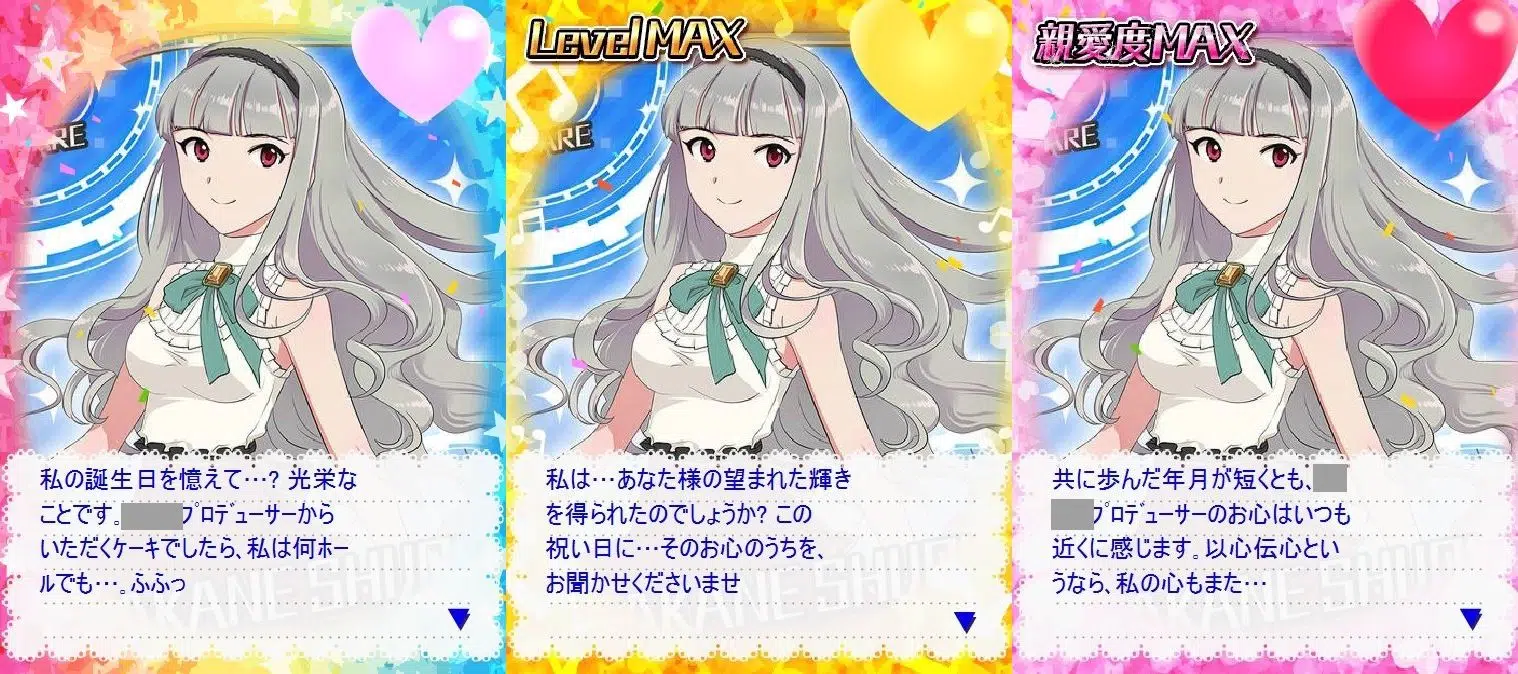 RE
私の誕生日を憶えて…? 光栄な
ことです。プロデューサーから
いただくケーキでしたら、私は何ホー
ルでも…。ふふっ
Level MAX
RE
私は…あなた様の望まれた輝き
を得られたのでしょうか? この
祝い日に…そのお心のうちを、
お聞かせくださいませ
親愛度MAX
RE
共に歩んだ年月が短くとも、
プロデューサーのお心はいつも
近くに感じます。以心伝心とい
うなら、私の心もまた…